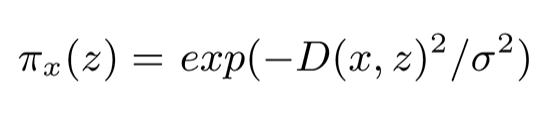 πₓ(z) = exp(−D(x, z)²/σ²)